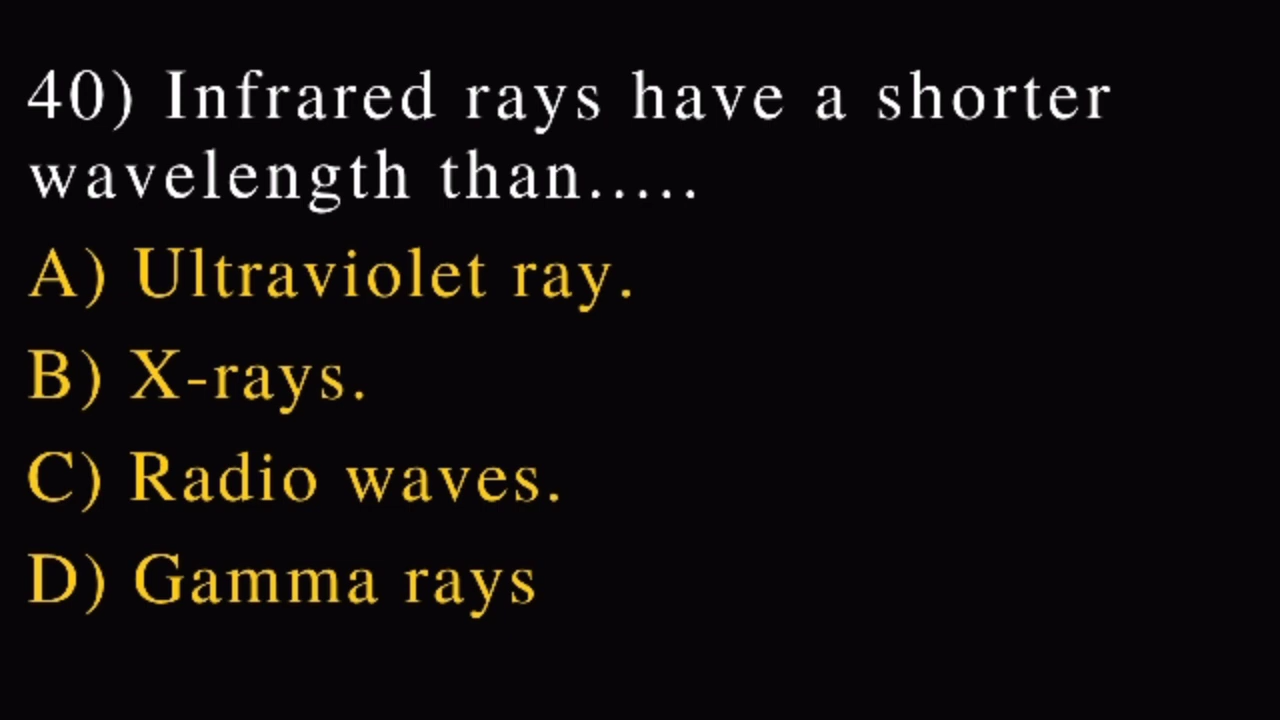 40) Infrared rays have a shorter
wavelength than.....
A) Ultraviolet ray.
B) X-rays.
C) Radio waves.
D) Gamma rays